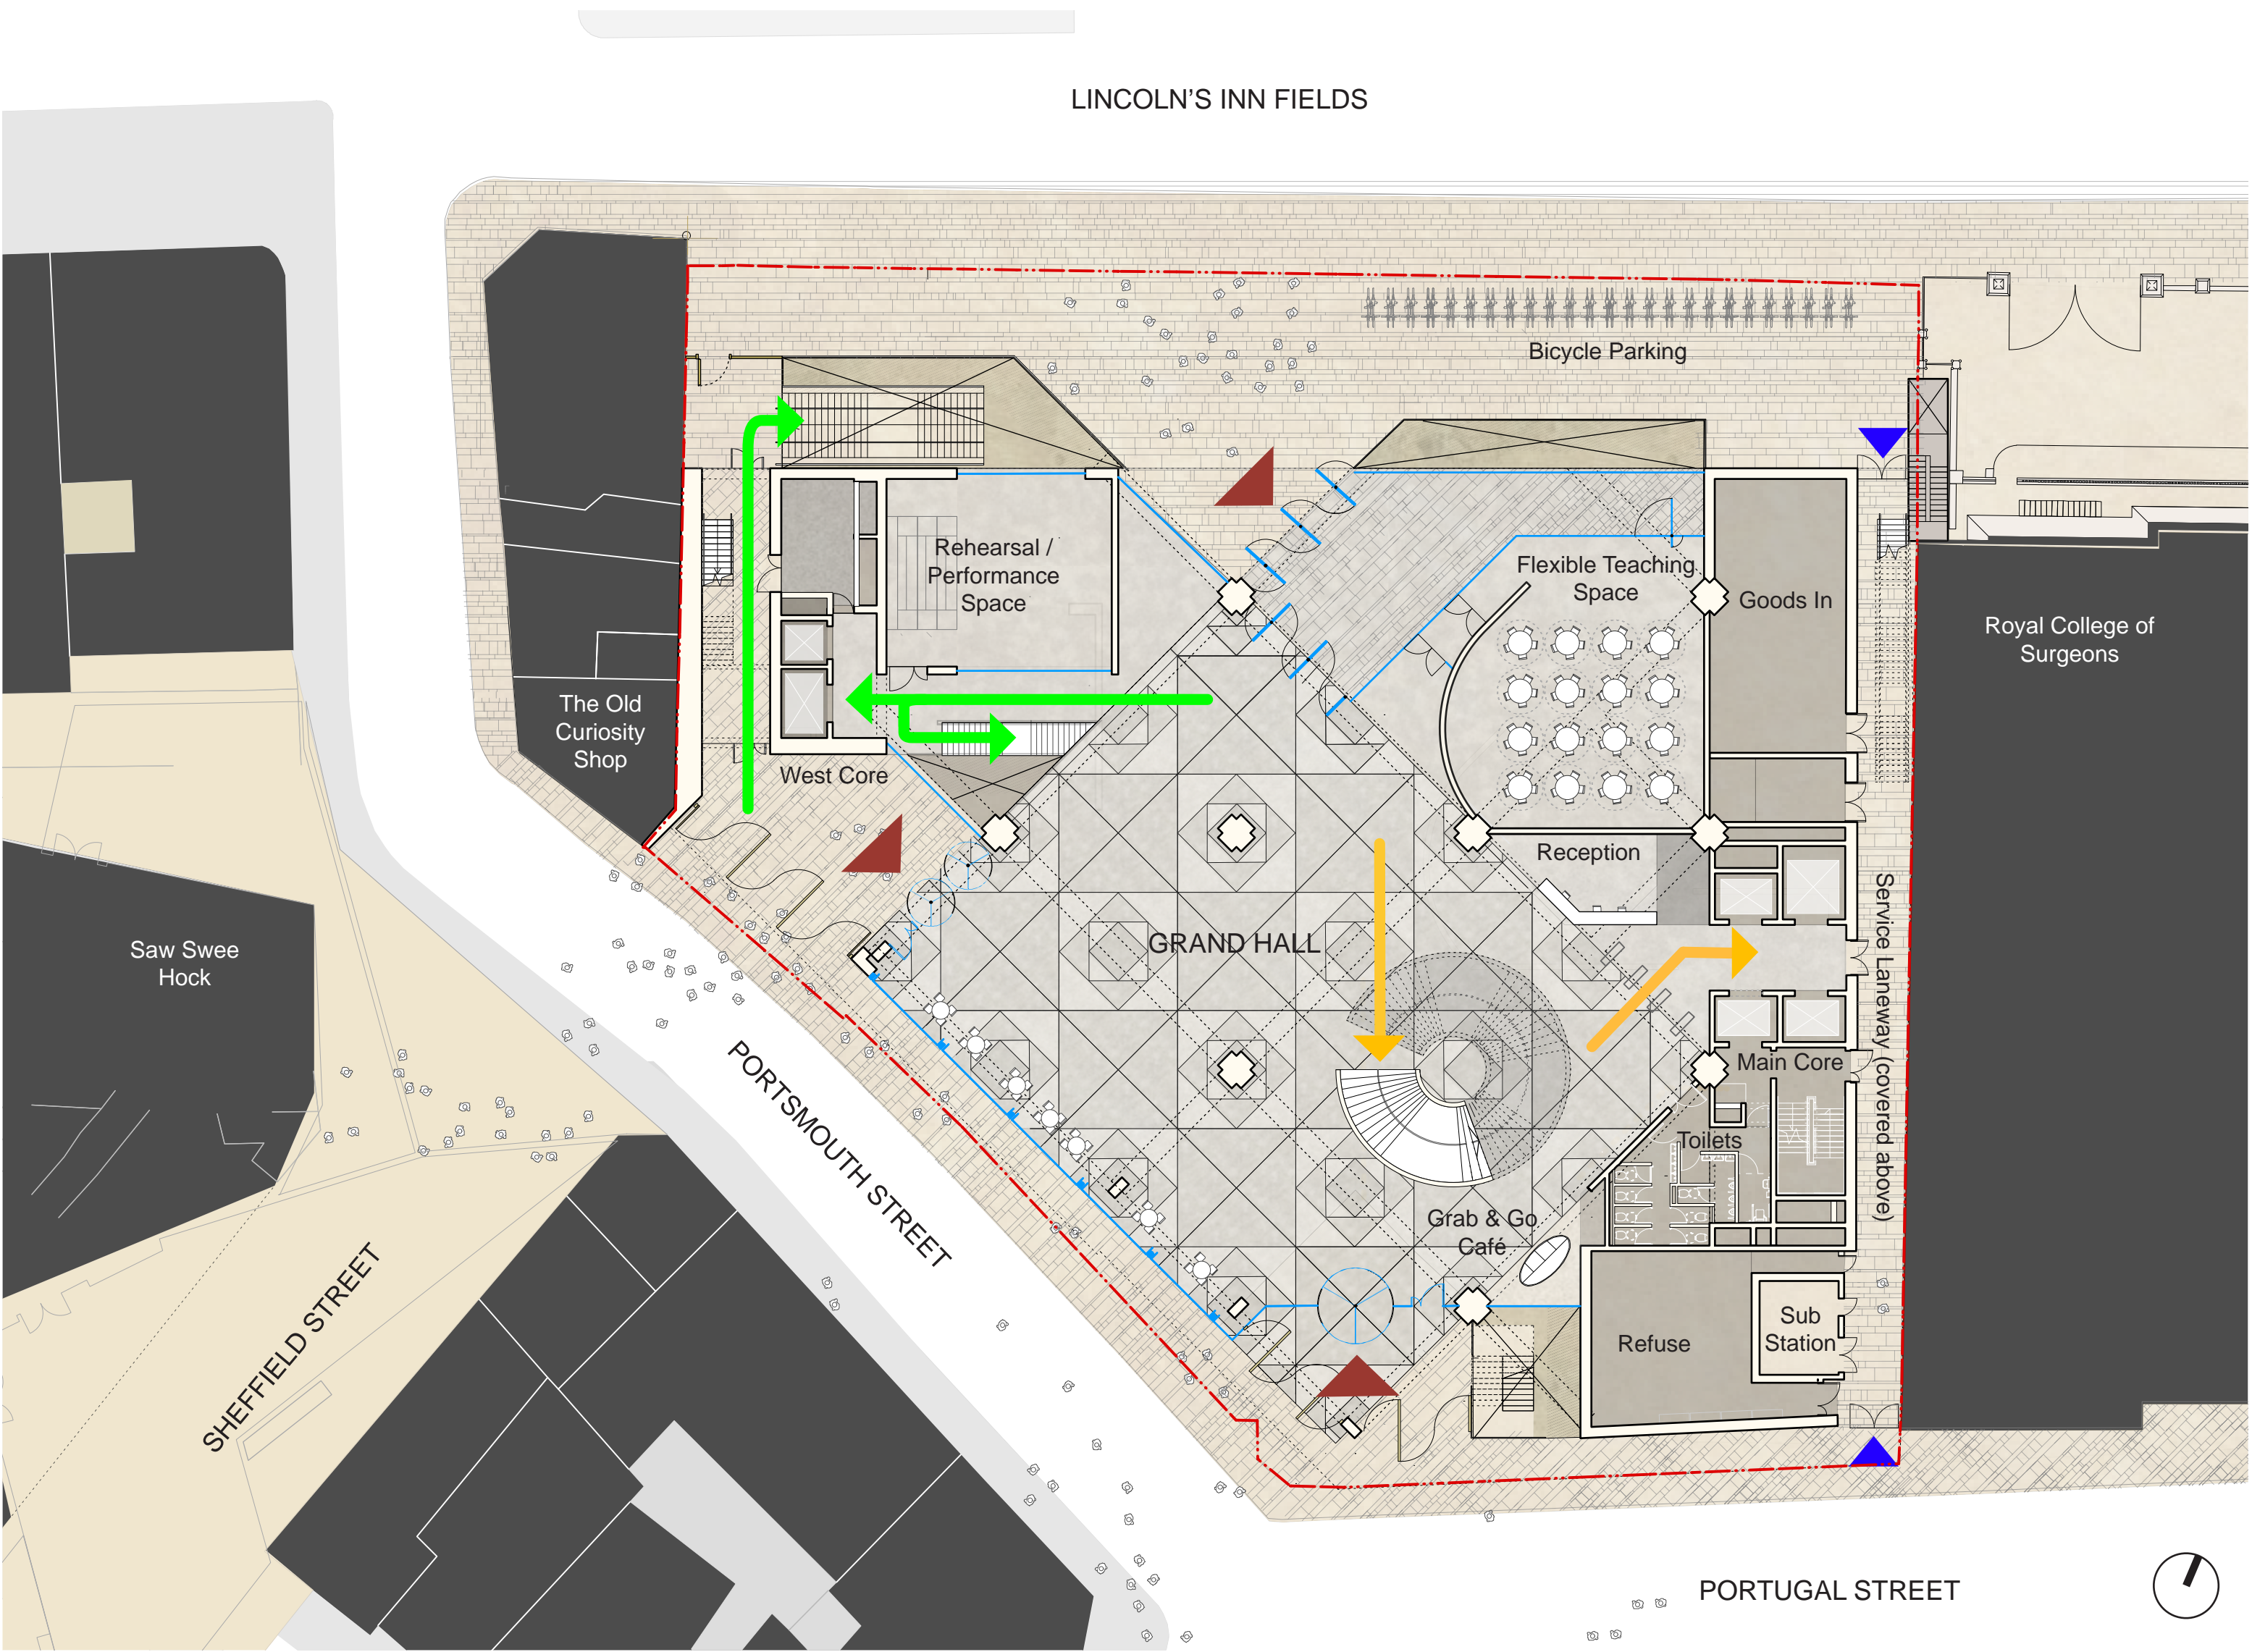 LINCOLN'S INN FIELDS
Bicycle Parking
Rehearsal /
Performance
Space
Flexible Teaching
Space
Goods In
Royal College of
Surgeons
The Old
Curiosity
Shop
West Core
Reception
GRAND HALL
Saw Swee
Hock
Service Laneway (covered above)
Main Core
Toilets
PORTSMOUTH STREET
Grab & Go
Café
Sub
Station
Refuse
SHEFFIELD STREET
PORTUGAL STREET